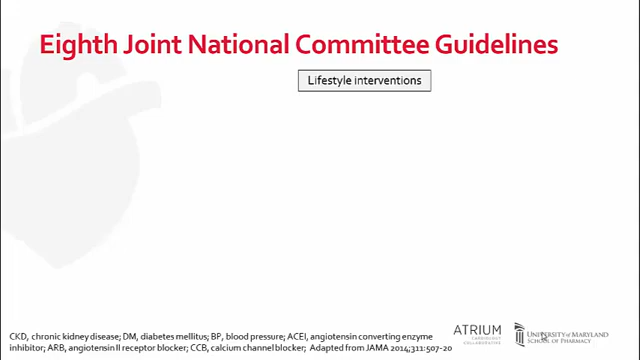 Eighth Joint National Committee Guidelines
Lifestyle interventions
CKD, chronic kidney disease; DM, diabetes mellitus; BP, blood pressure; ACEI, angiotensin converting enzyme
inhibitor; ARB, angiotensin II receptor blocker; CCB, calcium channel blocker; Adapted from JAMA 2014;311:507-20
ATRIUM
CARDIOLOGY
COLLABORATIVE
UNIVERSITY of MARYLAND
SCHOOL OF PHARMACY